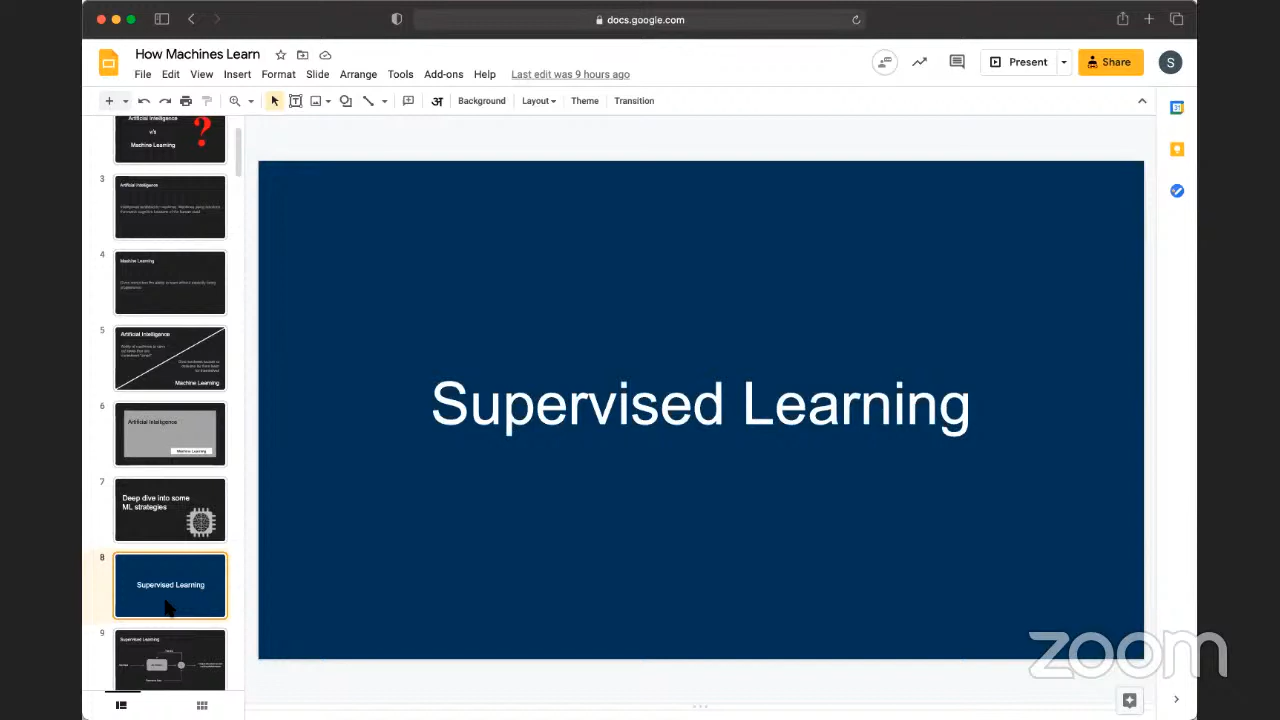 docs.google.com
How Machines Learn
File Edit View Insert Format Slide Arrange Tools Add-ons Help Last edit was 9 hours ago
Present
Share
S
अ
Background Layout Theme Transition
Artificial Intelligence
v/s
Machine Learning
?
3
Artificial Intelligence
4
Machine Learning
5
Artificial Intelligence
Machine Learning
6
Artificial Intelligence
Machine Learning
7
Deep dive into some
ML strategies
8
Supervised Learning
9
Supervised Learning
Supervised Learning
zoom